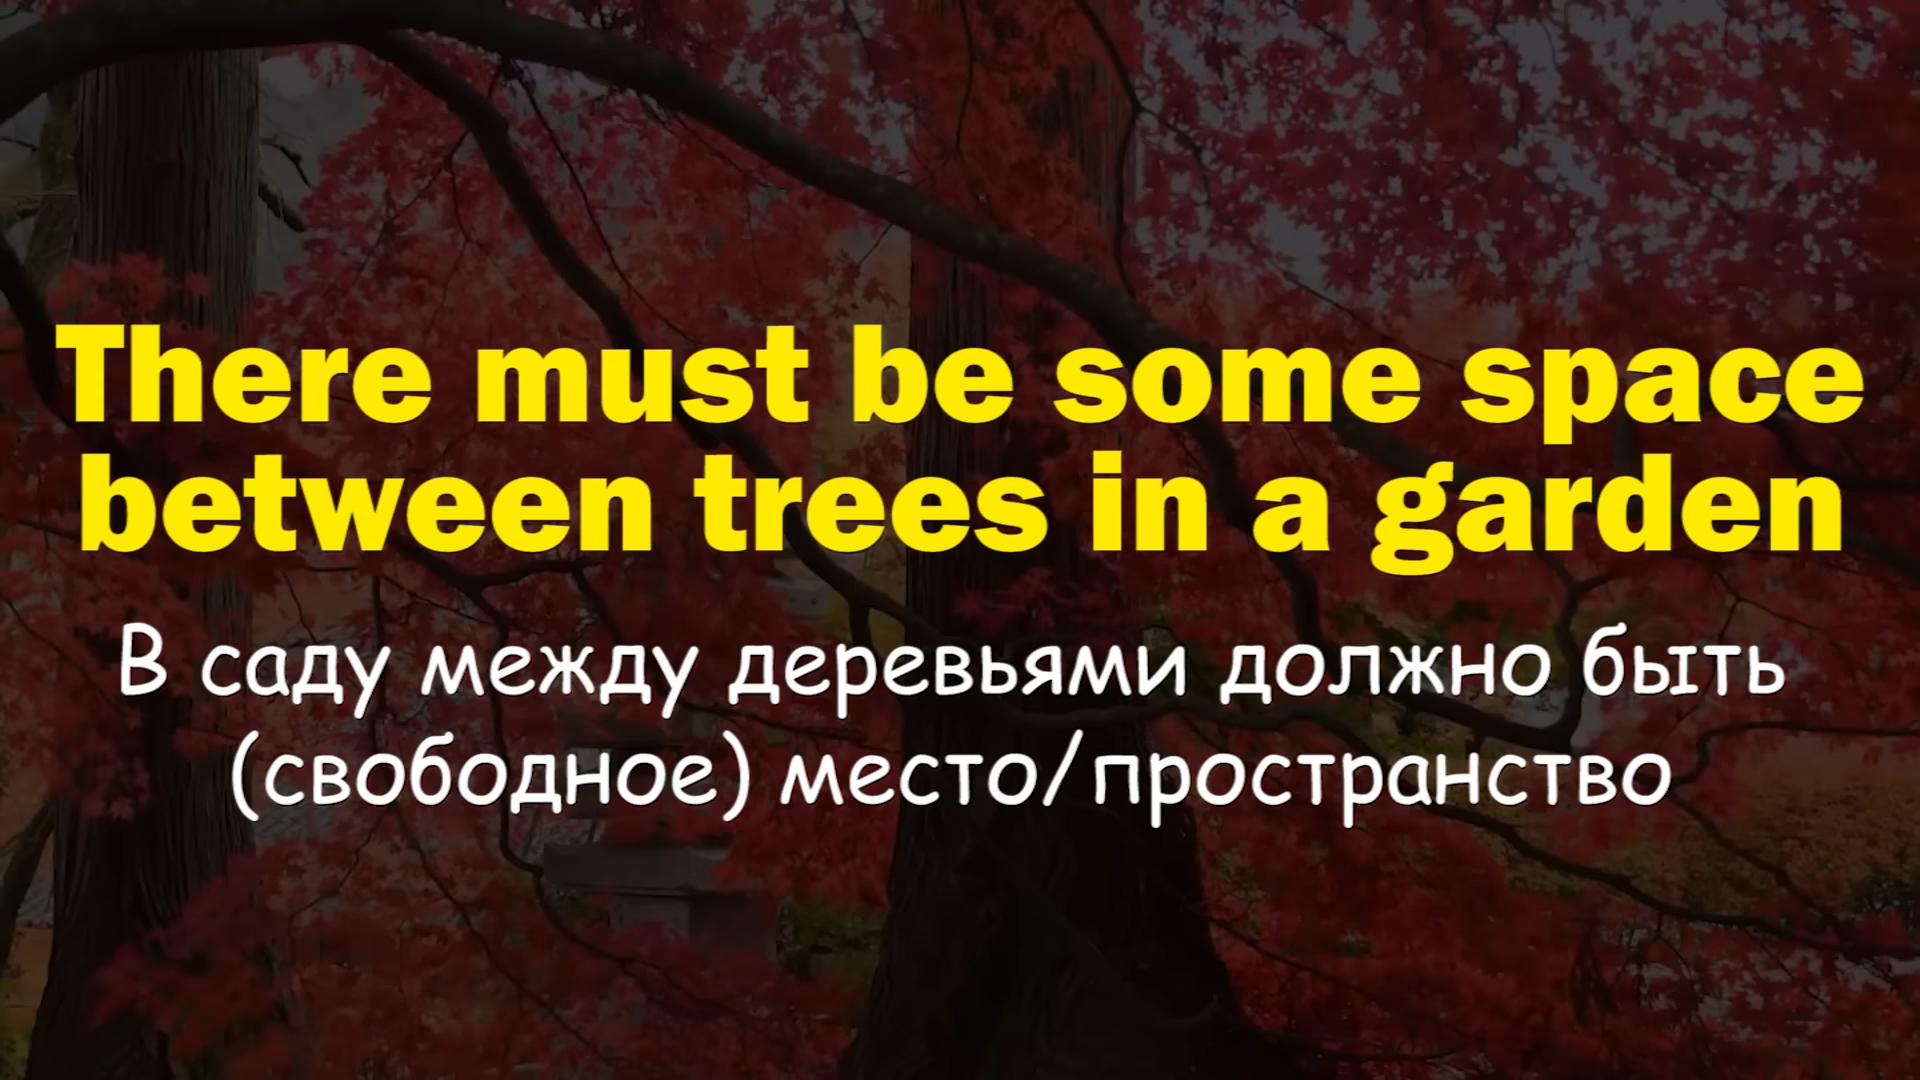 There must be some space
between trees in a garden
В саду между деревьями должно быть
(свободное) место/пространство